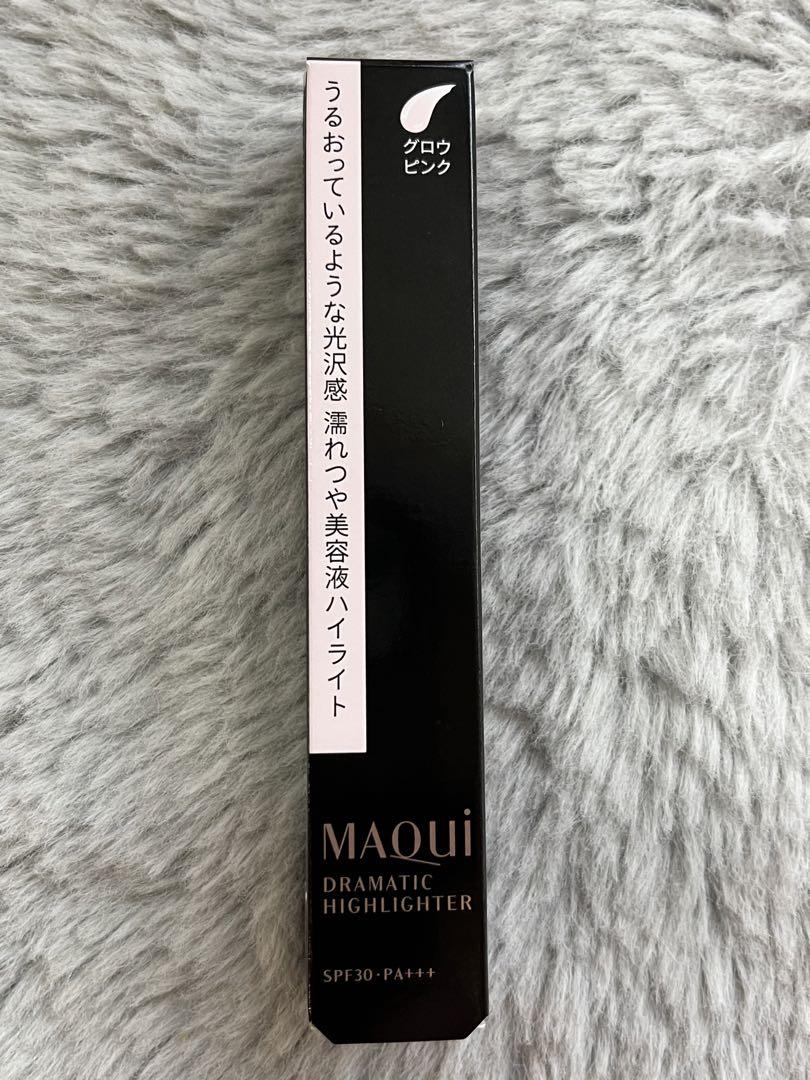 グロウ
ピンク
うるおっているような光沢感 濡れつや美容液ハイライト
MAQUi
DRAMATIC
HIGHLIGHTER
SPF30・PA+++